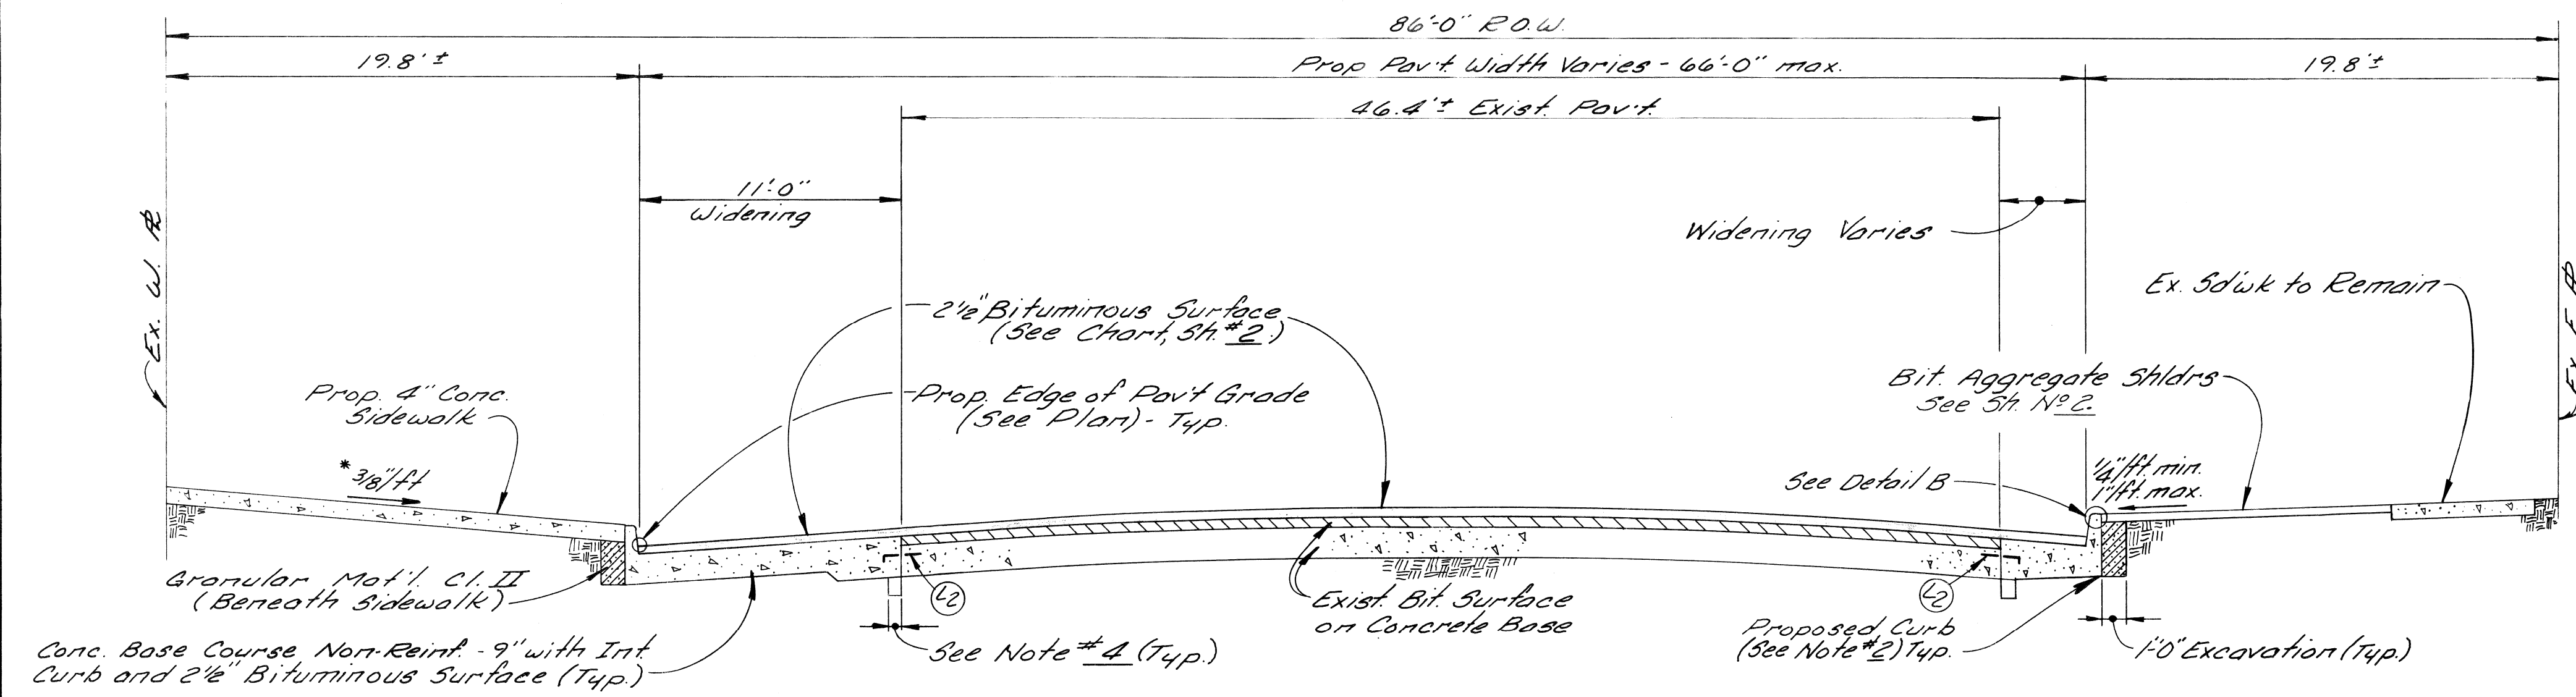 86'-0" R.O.W.
19.8'±
Prop Pav't. Width Varies - 66'-0" max.
19.8'±
46.4'± Exist. Pav't.
11'-0"
Widening
Widening Varies
Ex. W. ⅊
Ex. E. ⅊
2½" Bituminous Surface
(See Chart, Sh. #2.)
Ex. Sd'wk to Remain
Prop. 4" Conc.
Sidewalk
Prop. Edge of Pav't Grade
(See Plan) - Typ.
Bit. Aggregate Shldrs
See Sh. Nº 2.
* 3/8"/ft
See Detail B
1/4"/ft. min.
1"/ft. max.
Granular Mat'l. Cl. II
(Beneath Sidewalk)
L2
L2
Exist. Bit. Surface
on Concrete Base
Conc. Base Course Non-Reinf. - 9" with Int.
Curb and 2½" Bituminous Surface (Typ.)
See Note #4 (Typ.)
Proposed Curb
(See Note #2) Typ.
1'-0" Excavation (Typ.)